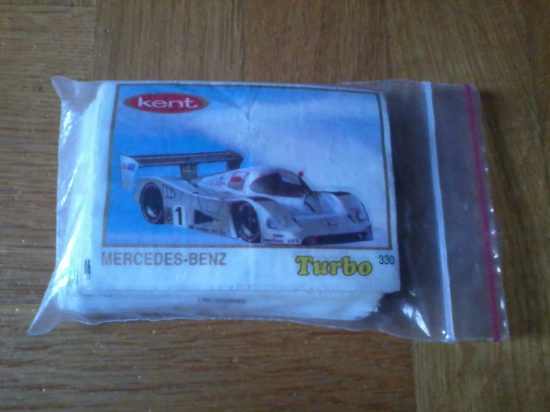 kent
1
MERCEDES-BENZ
Turbo
330